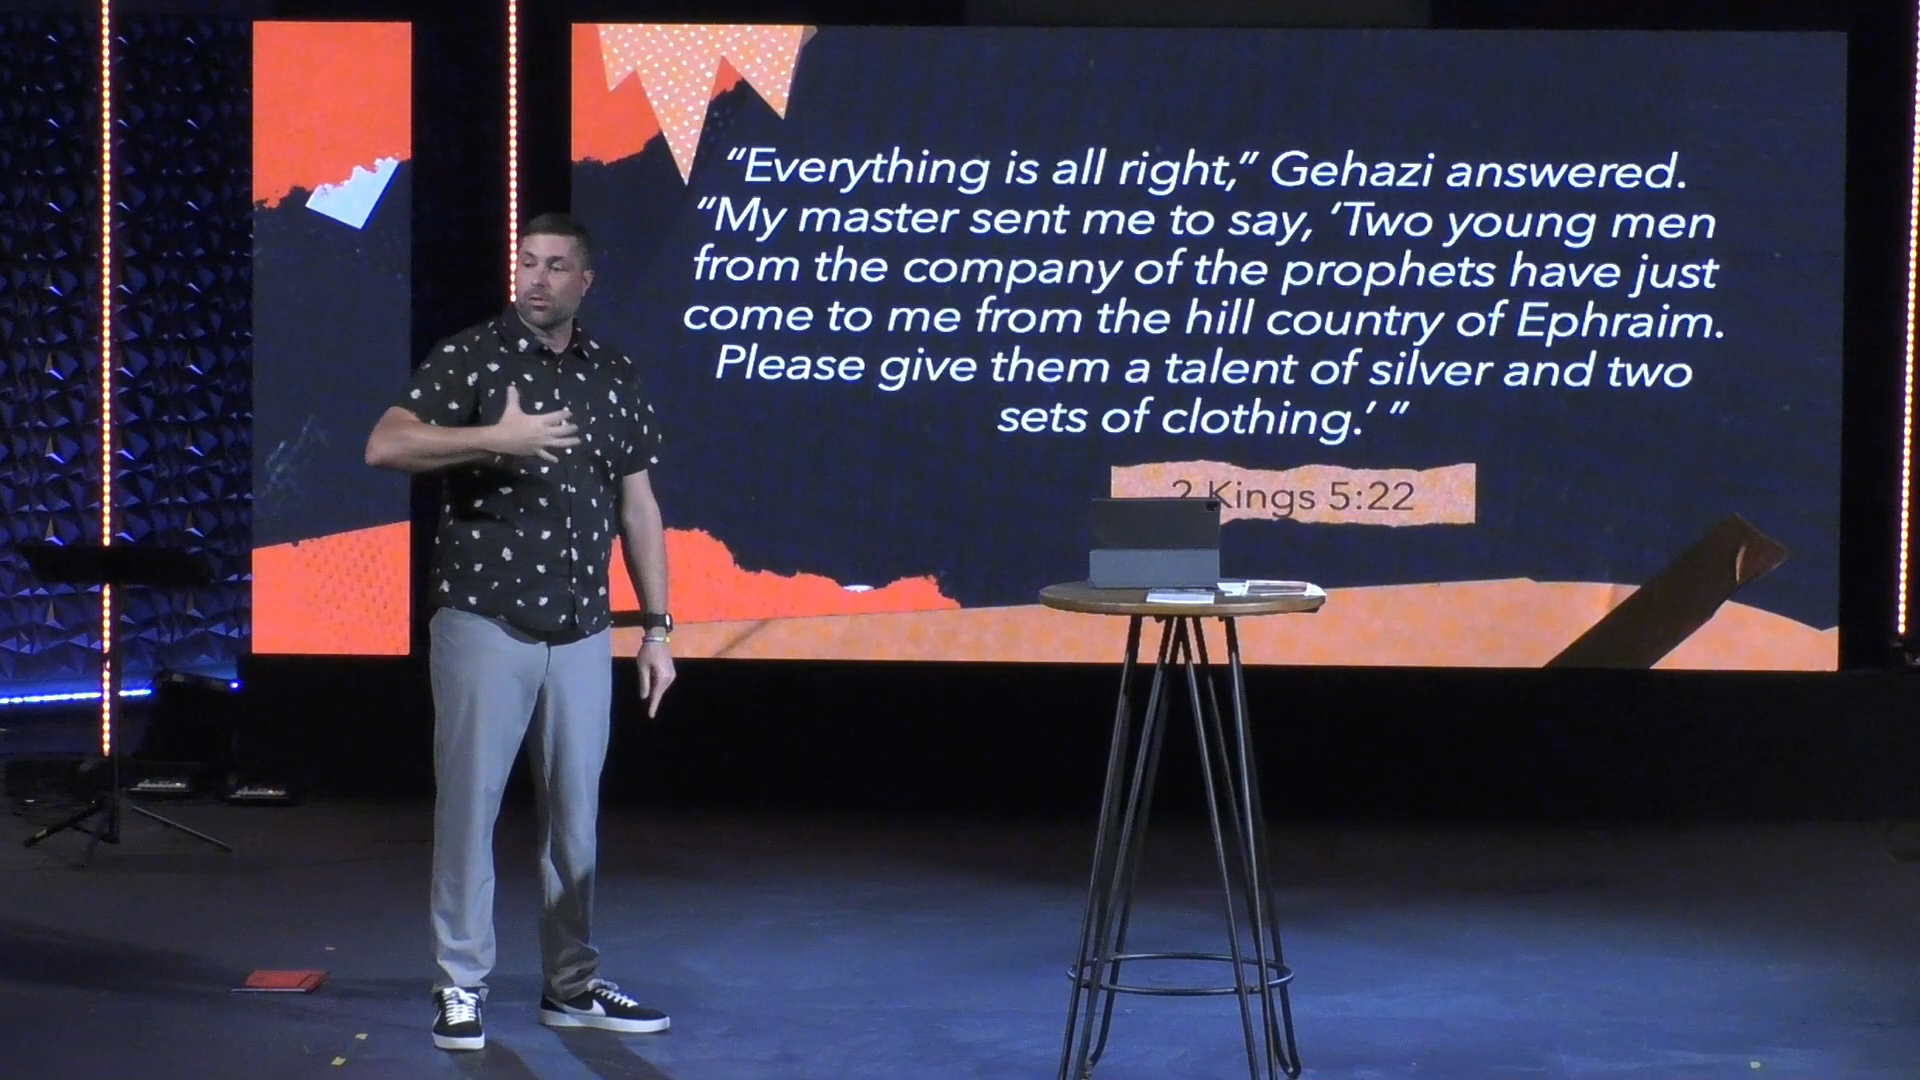 “Everything is all right,” Gehazi answered.
“My master sent me to say, ‘Two young men
from the company of the prophets have just
come to me from the hill country of Ephraim.
Please give them a talent of silver and two
sets of clothing.’ ”
2 Kings 5:22